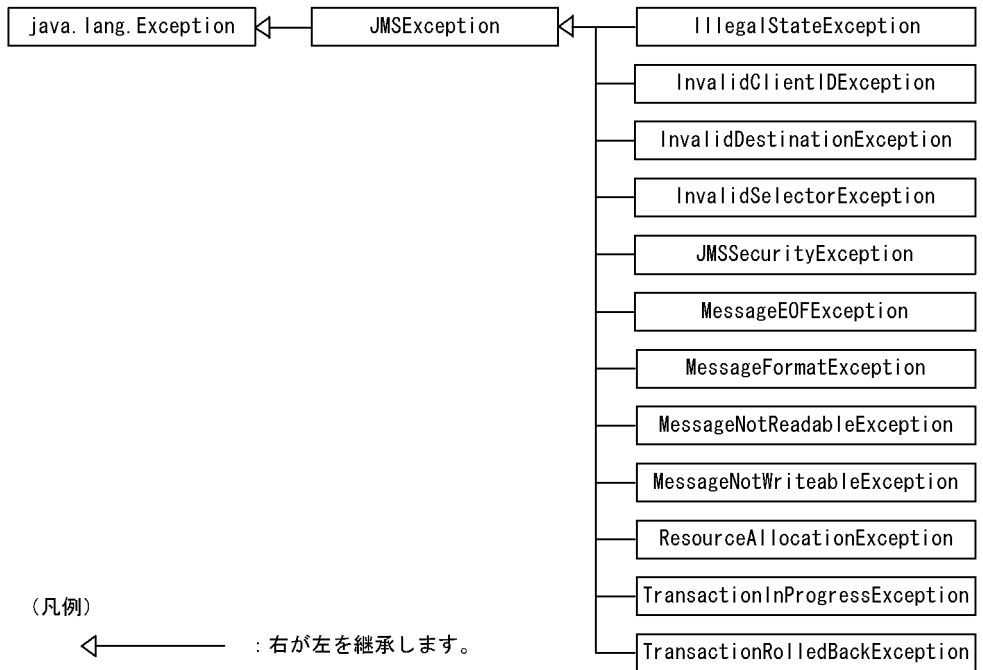 java.lang.Exception
JMSException
IllegalStateException
InvalidClientIDException
InvalidDestinationException
InvalidSelectorException
JMSSecurityException
MessageEOFException
MessageFormatException
MessageNotReadableException
MessageNotWriteableException
ResourceAllocationException
TransactionInProgressException
TransactionRolledBackException
(凡例)
:右が左を継承します。